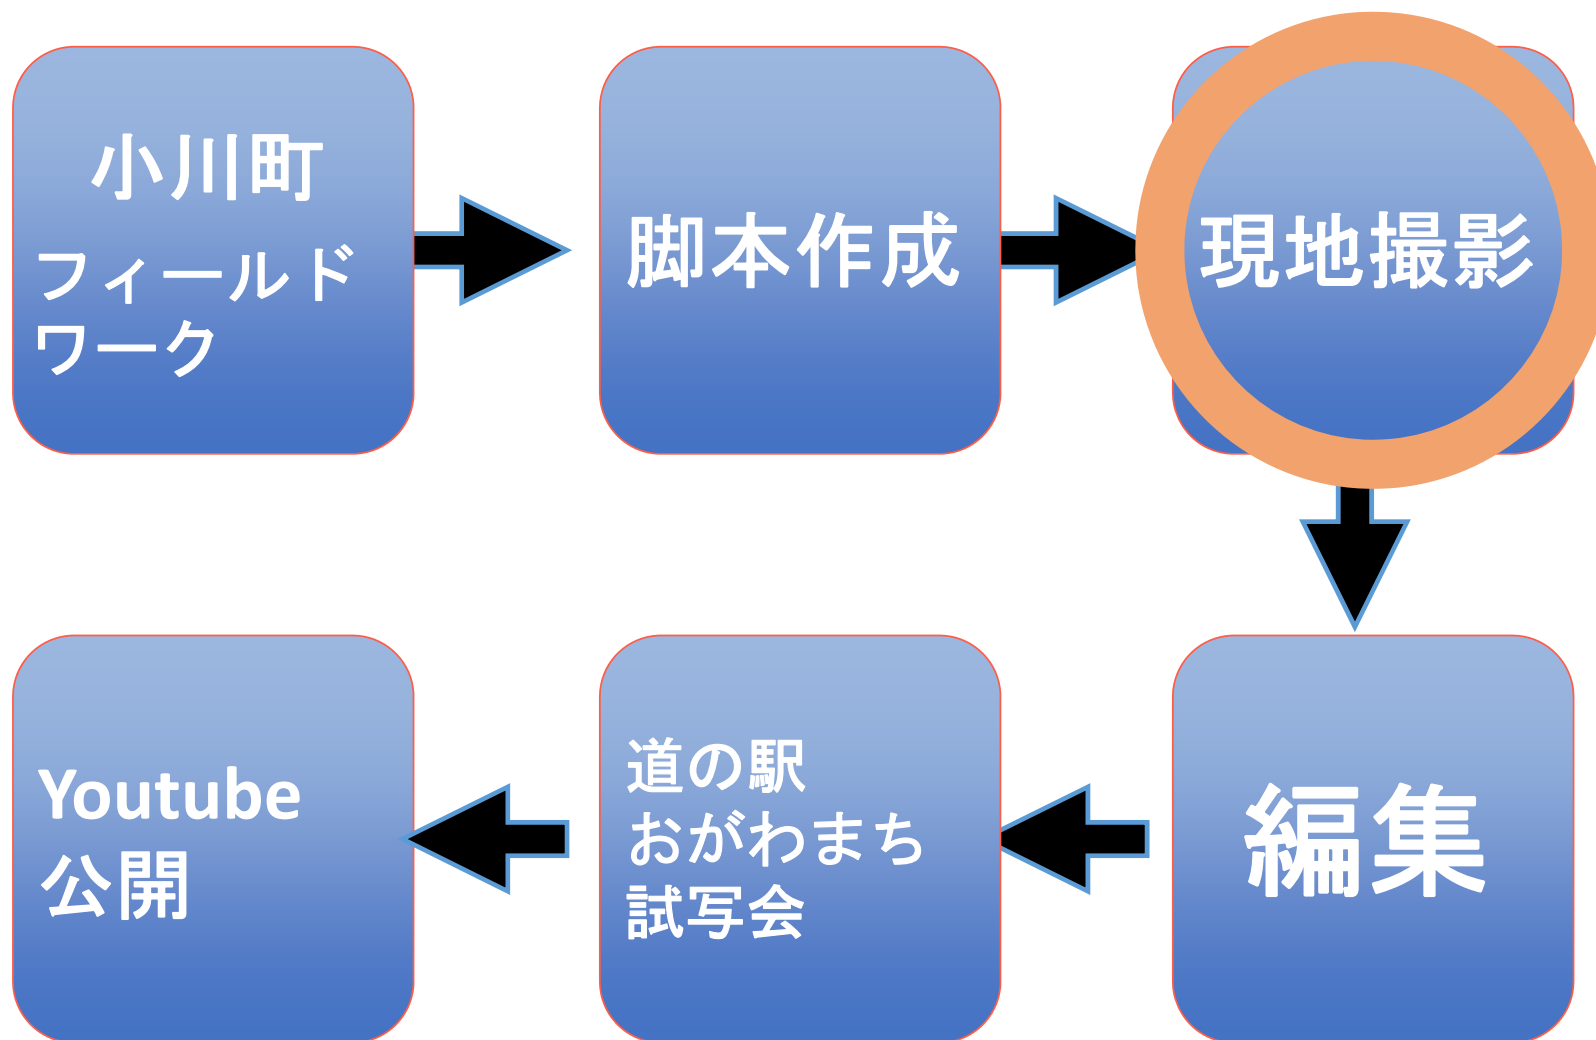 小川町
フィールド
ワーク
脚本作成
現地撮影
編集
道の駅
おがわまち
試写会
Youtube
公開